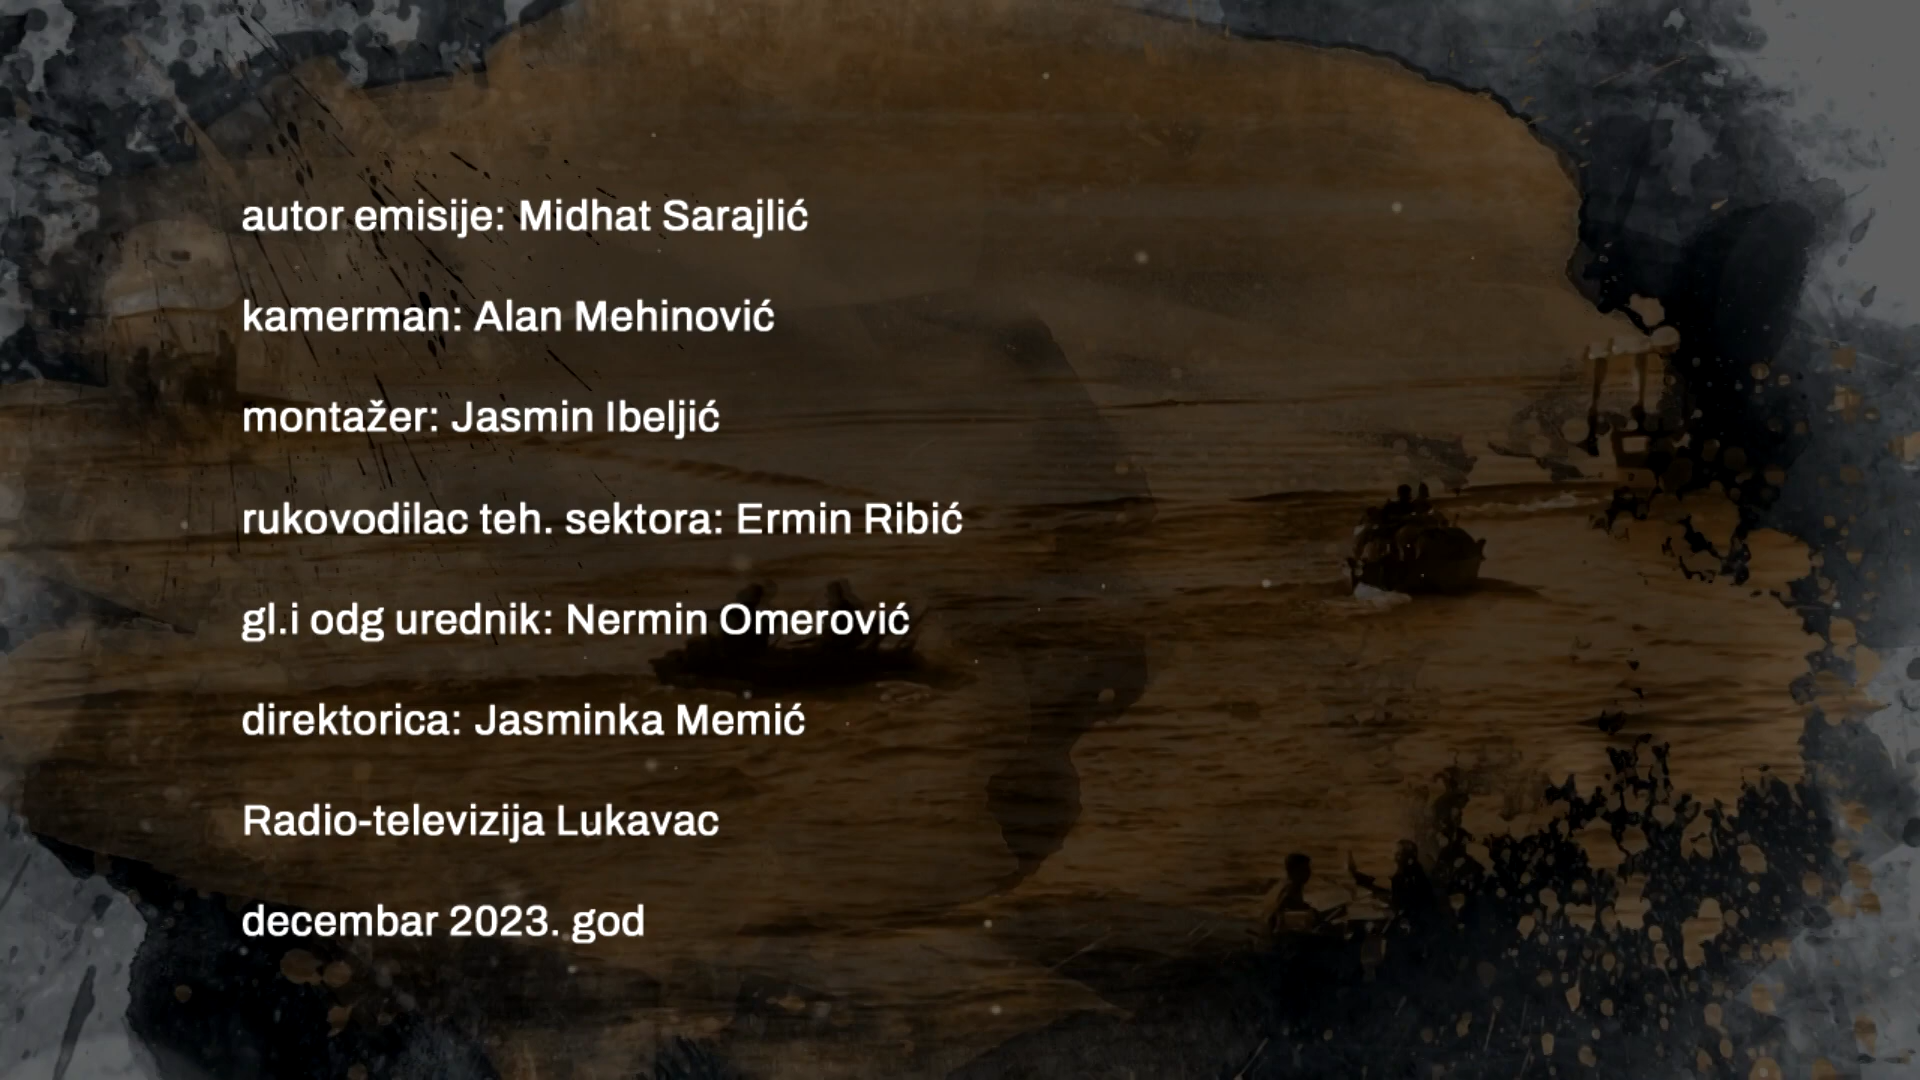 autor emisije: Midhat Sarajlić
kamerman: Alan Mehinović
montažer: Jasmin Ibeljić
rukovodilac teh. sektora: Ermin Ribić
gl.i odg urednik: Nermin Omerović
direktorica: Jasminka Memić
Radio-televizija Lukavac
decembar 2023. god